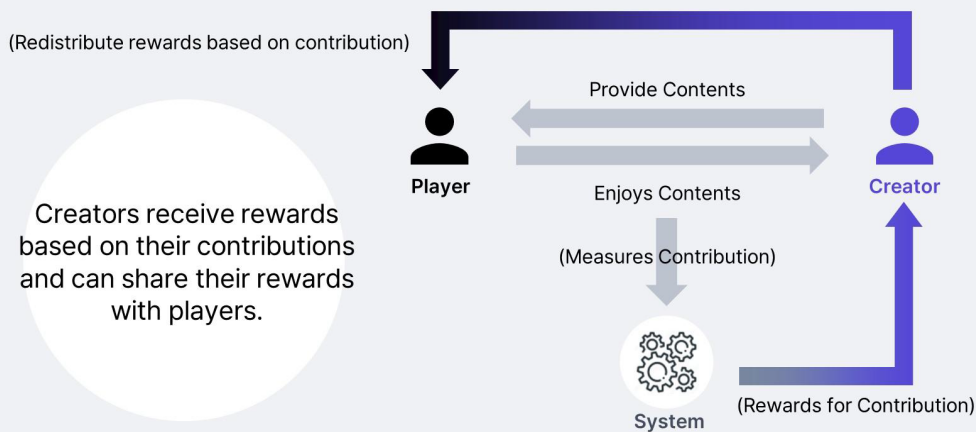 (Redistribute rewards based on contribution)
Provide Contents
Player
Creator
Enjoys Contents
Creators receive rewards
based on their contributions
and can share their rewards
with players.
(Measures Contribution)
(Rewards for Contribution)
System